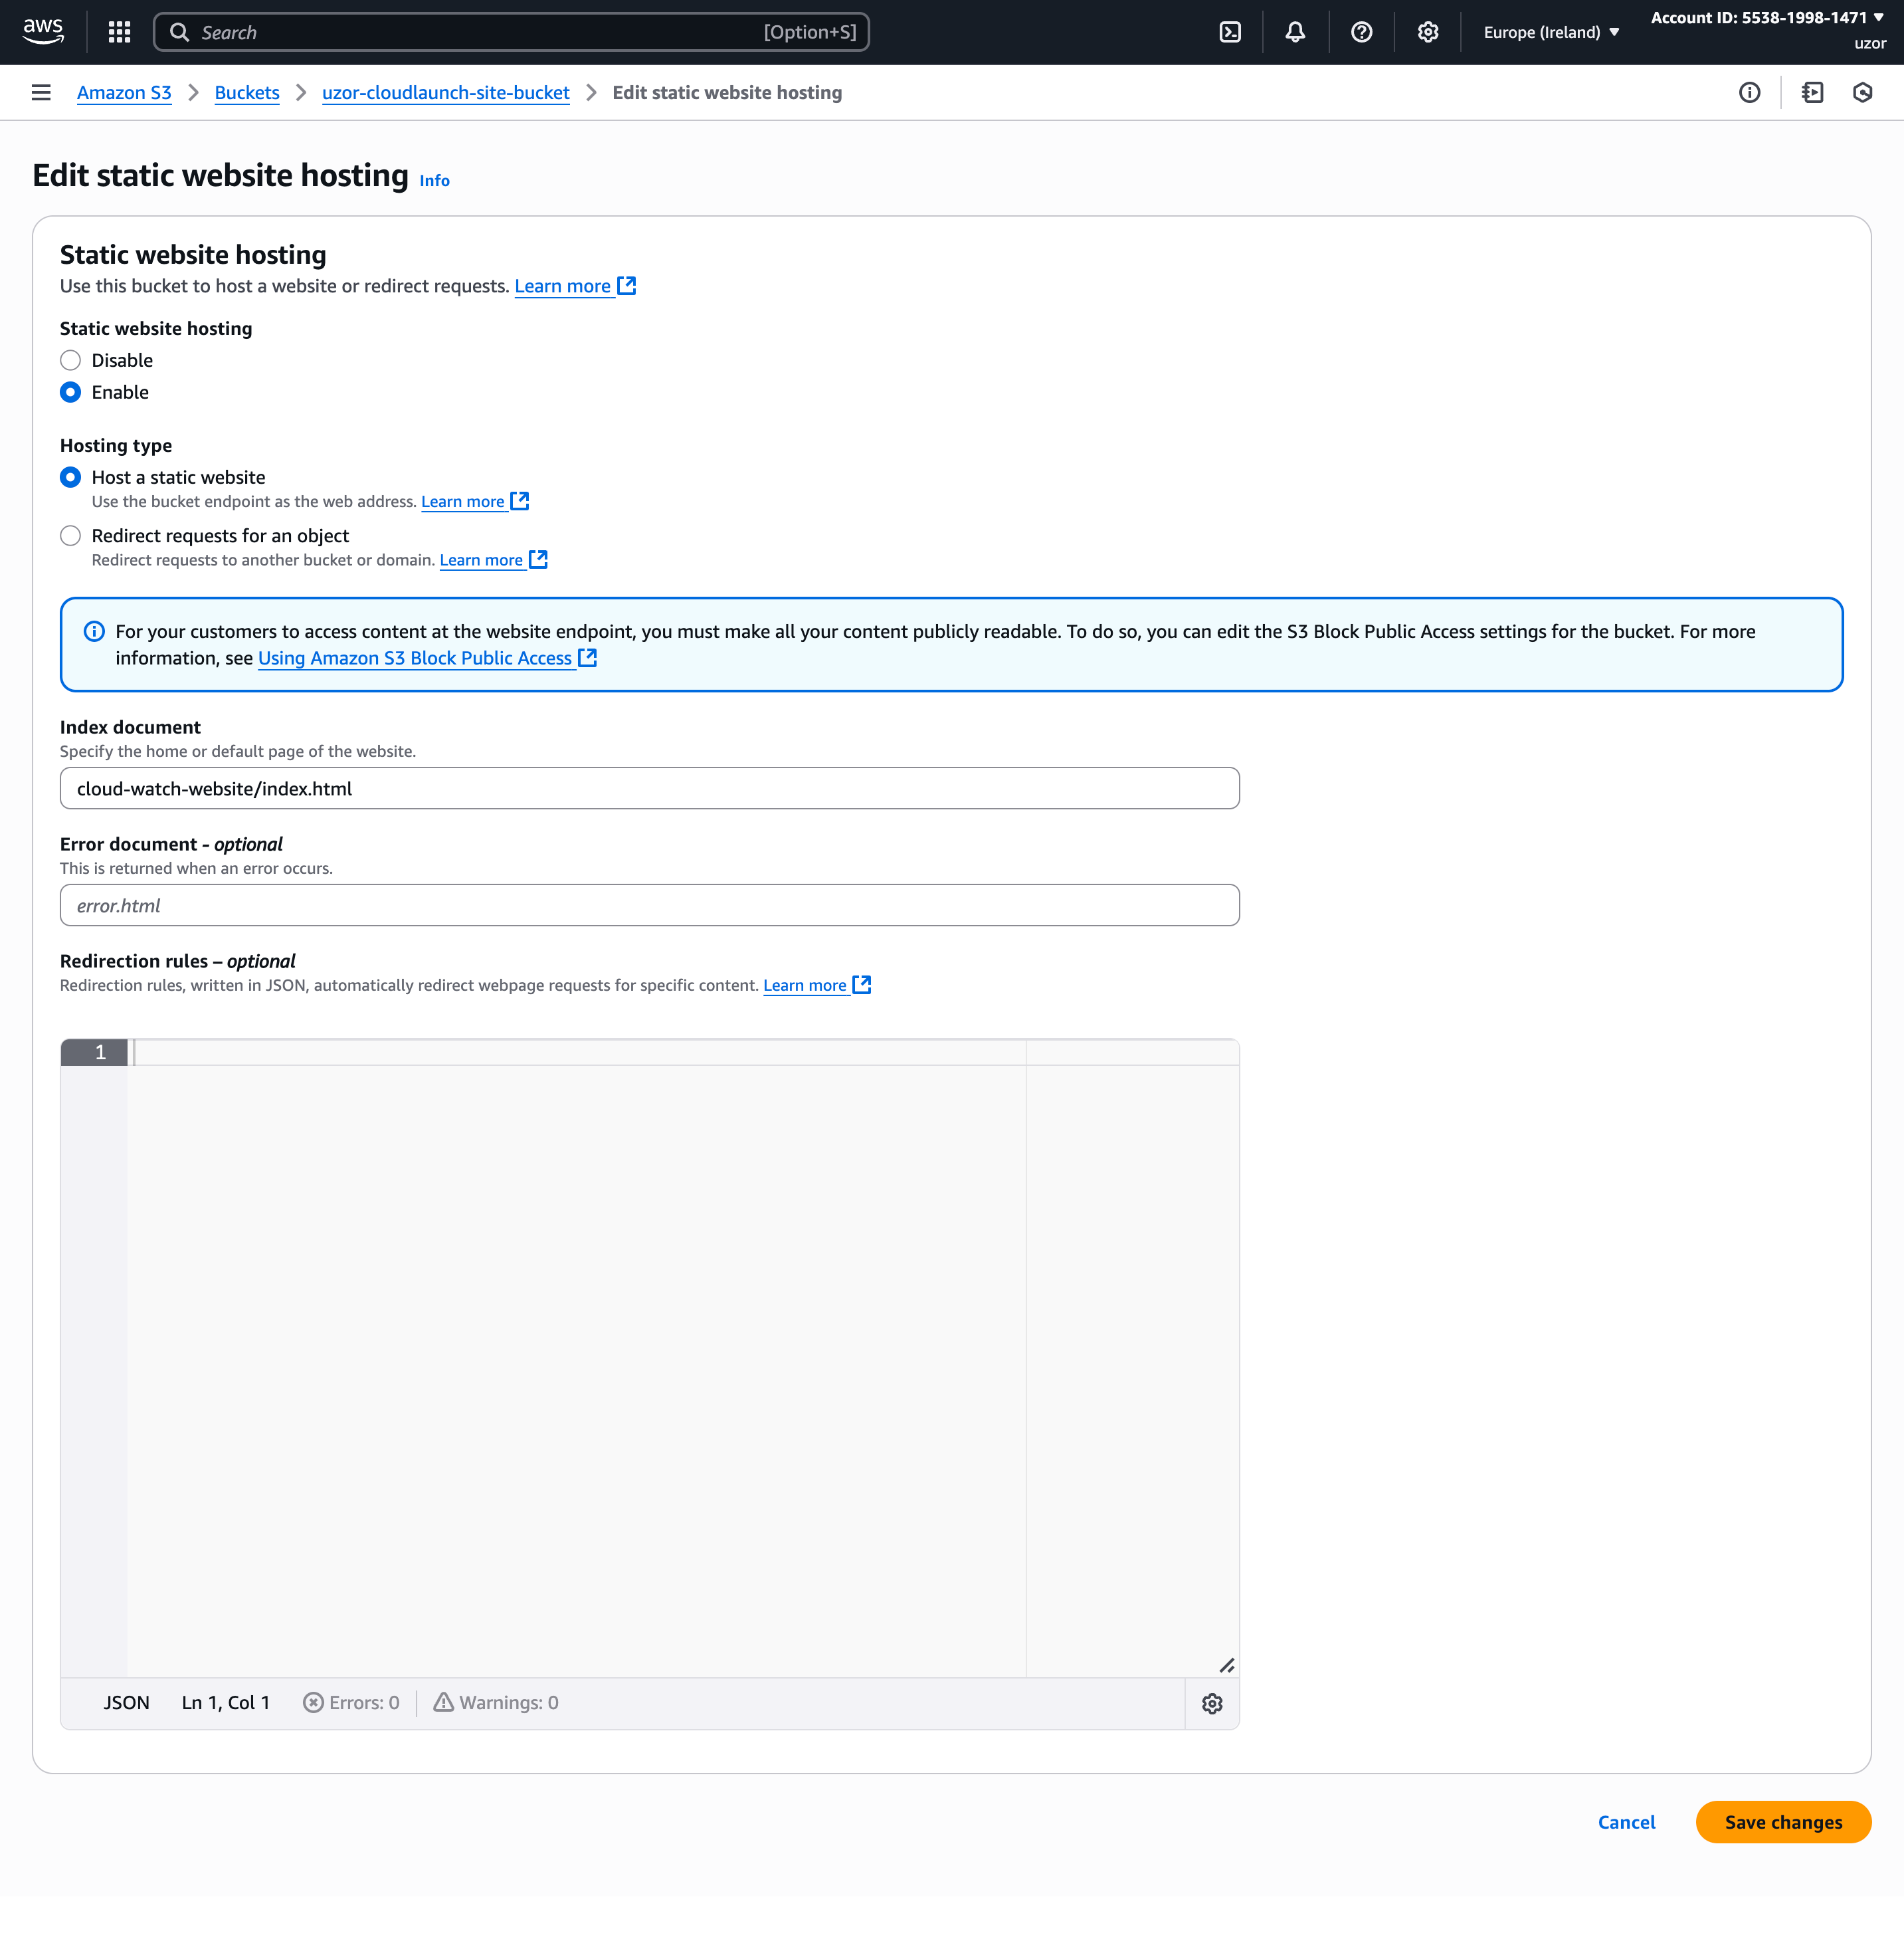 aws
Search [Option+S]
Europe (Ireland)
Account ID: 5538-1998-1471
uzor
Amazon S3 > Buckets > uzor-cloudlaunch-site-bucket > Edit static website hosting
Edit static website hosting Info
Static website hosting
Use this bucket to host a website or redirect requests. Learn more
Static website hosting
Disable
Enable
Hosting type
Host a static website
Use the bucket endpoint as the web address. Learn more
Redirect requests for an object
Redirect requests to another bucket or domain. Learn more
For your customers to access content at the website endpoint, you must make all your content publicly readable. To do so, you can edit the S3 Block Public Access settings for the bucket. For more
information, see Using Amazon S3 Block Public Access
Index document
Specify the home or default page of the website.
cloud-watch-website/index.html
Error document - optional
This is returned when an error occurs.
error.html
Redirection rules – optional
Redirection rules, written in JSON, automatically redirect webpage requests for specific content. Learn more
1
JSON Ln 1, Col 1 Errors: 0 Warnings: 0
Cancel Save changes